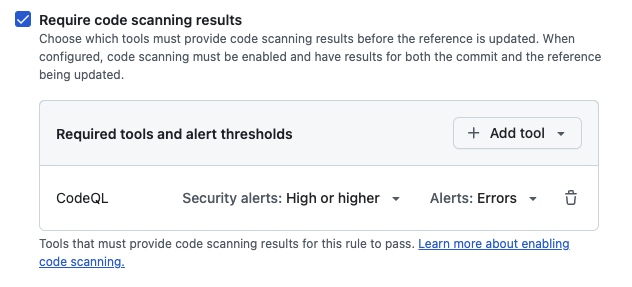 Require code scanning results
Choose which tools must provide code scanning results before the reference is updated. When
configured, code scanning must be enabled and have results for both the commit and the reference
being updated.
Required tools and alert thresholds
Add tool
CodeQL
Security alerts: High or higher
Alerts: Errors
Tools that must provide code scanning results for this rule to pass. Learn more about enabling
code scanning.